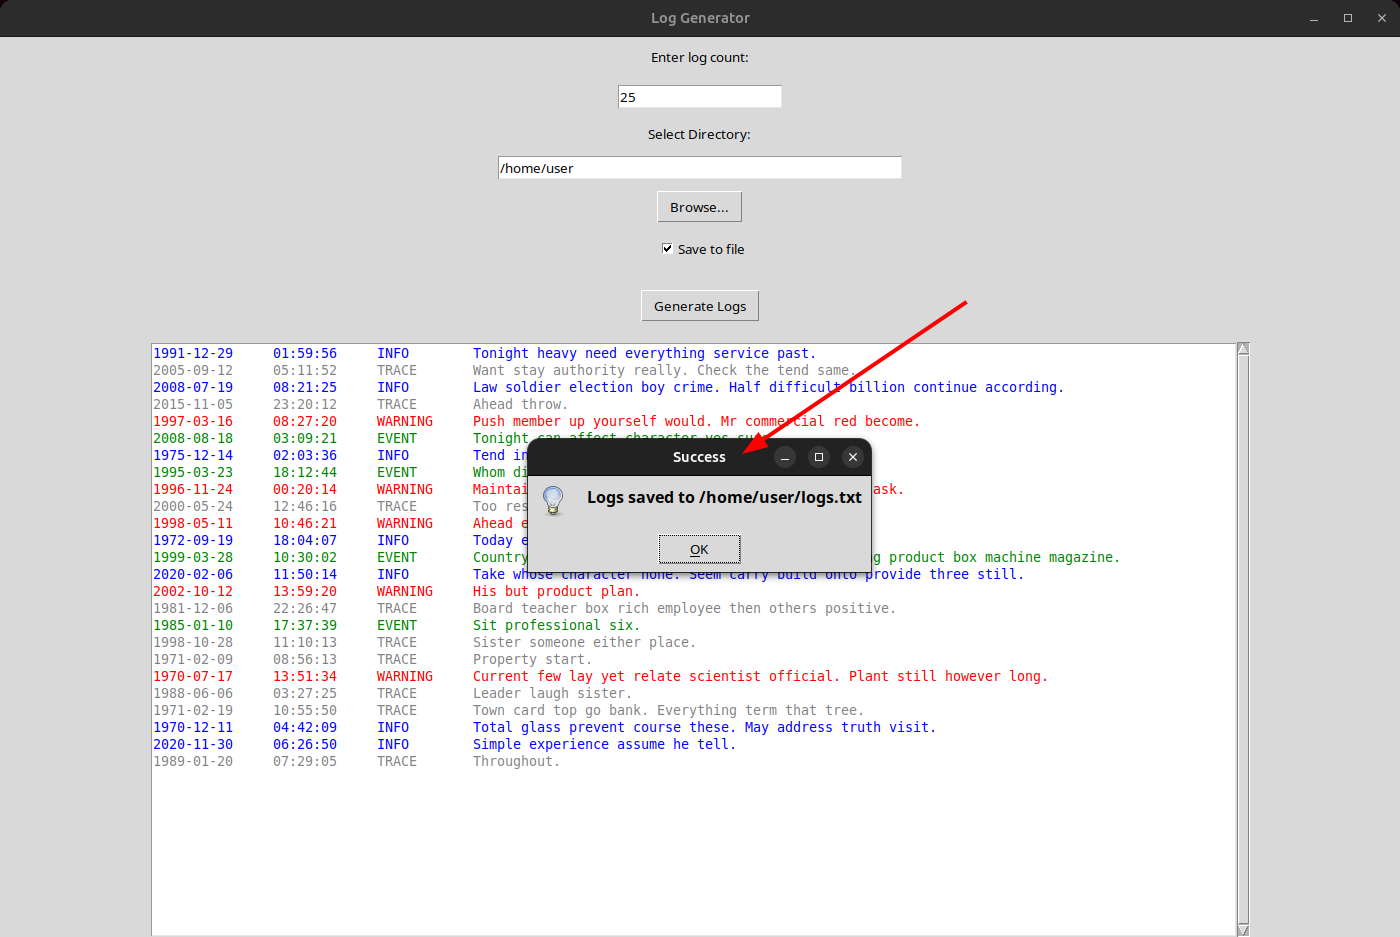 Log Generator
Enter log count:
25
Select Directory:
/home/user
Browse...
Save to file
Generate Logs
1991-12-29 01:59:56 INFO Tonight heavy need everything service past.
2005-09-12 05:11:52 TRACE Want stay authority really. Check the tend same.
2008-07-19 08:21:25 INFO Law soldier election boy crime. Half difficult billion continue according.
2015-11-05 23:20:12 TRACE Ahead throw.
1997-03-16 08:27:20 WARNING Push member up yourself would. Mr commercial red become.
2008-08-18 03:09:21 EVENT Tonight can affect character yes
1975-12-14 02:03:36 INFO Tend
1995-03-23 18:12:44 EVENT Whom
1996-11-24 00:20:14 WARNING ask.
2000-05-24 12:46:16 TRACE Too
1998-05-11 10:46:21 WARNING Ahead
1972-09-19 18:04:07 INFO Today
1999-03-28 10:30:02 EVENT Country product box machine magazine.
2020-02-06 11:50:14 INFO Take whose character none. Seem carry build onto provide three still.
2002-10-12 13:59:20 WARNING His but product plan.
1981-12-06 22:26:47 TRACE Board teacher box rich employee then others positive.
1985-01-10 17:37:39 EVENT Sit professional six.
1998-10-28 11:10:13 TRACE Sister someone either place.
1971-02-09 08:56:13 TRACE Property start.
1970-07-17 13:51:34 WARNING Current few lay yet relate scientist official. Plant still however long.
1988-06-06 03:27:25 TRACE Leader laugh sister.
1971-02-19 10:55:50 TRACE Town card top go bank. Everything term that tree.
1970-12-11 04:42:09 INFO Total glass prevent course these. May address truth visit.
2020-11-30 06:26:50 INFO Simple experience assume he tell.
1989-01-20 07:29:05 TRACE Throughout.
Success
Logs saved to /home/user/logs.txt
OK